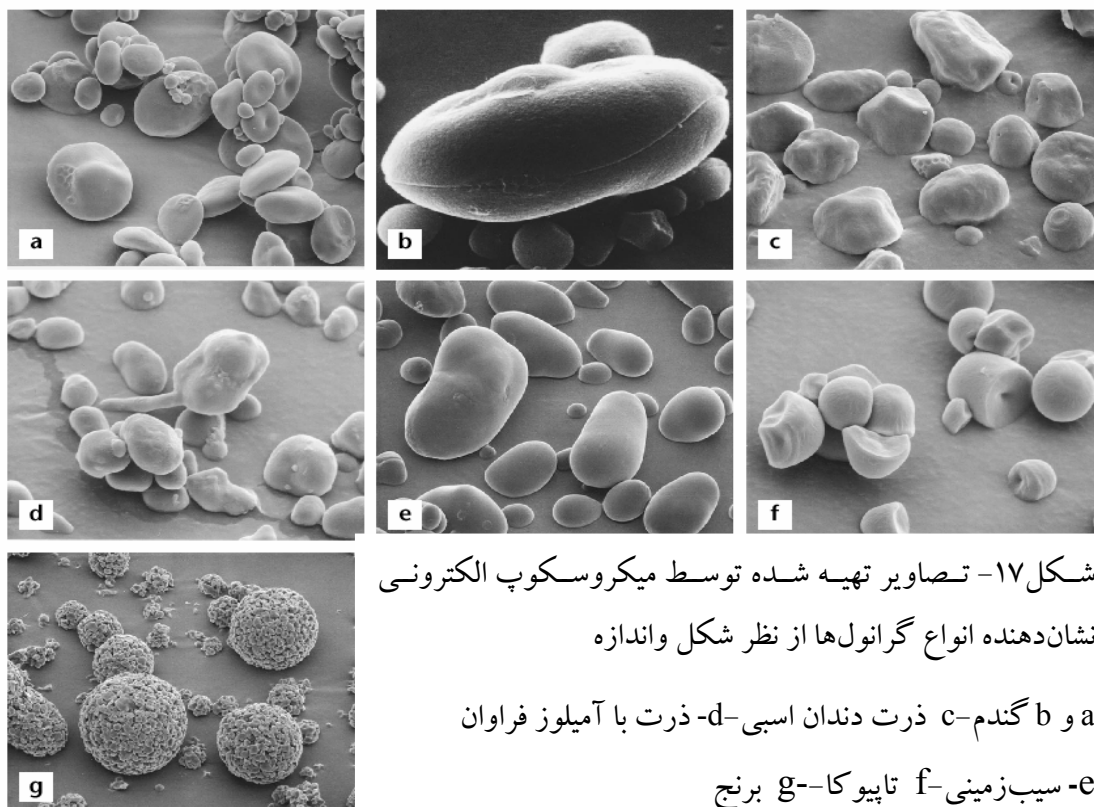 a
b
c
d
e
f
g
شکل۱۷- تصاویر تهیه شده توسط میکروسکوپ الکترونی
نشان‌دهنده انواع گرانول‌ها از نظر شکل واندازه
a و b گندم-c ذرت دندان اسبی-d- ذرت با آمیلوز فراوان
e- سیب‌زمینی-f تاپیوکا--g برنج